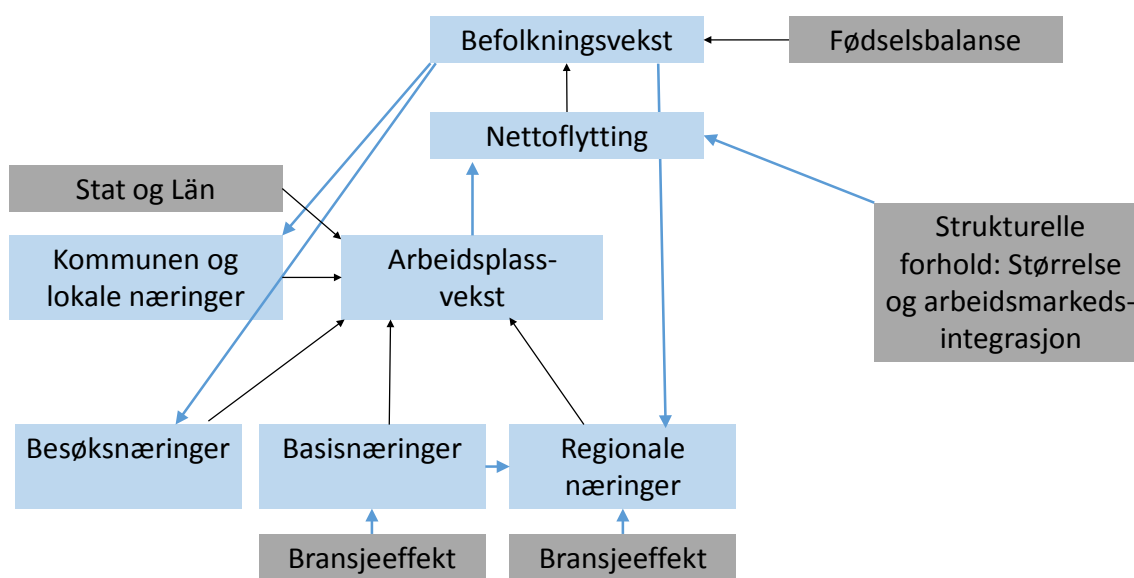 Befolkningsvekst
Fødselsbalanse
Nettoflytting
Stat og Län
Kommunen og
lokale næringer
Arbeidsplass-
vekst
Strukturelle
forhold: Størrelse
og arbeidsmarkeds-
integrasjon
Besøksnæringer
Basisnæringer
Regionale
næringer
Bransjeeffekt
Bransjeeffekt